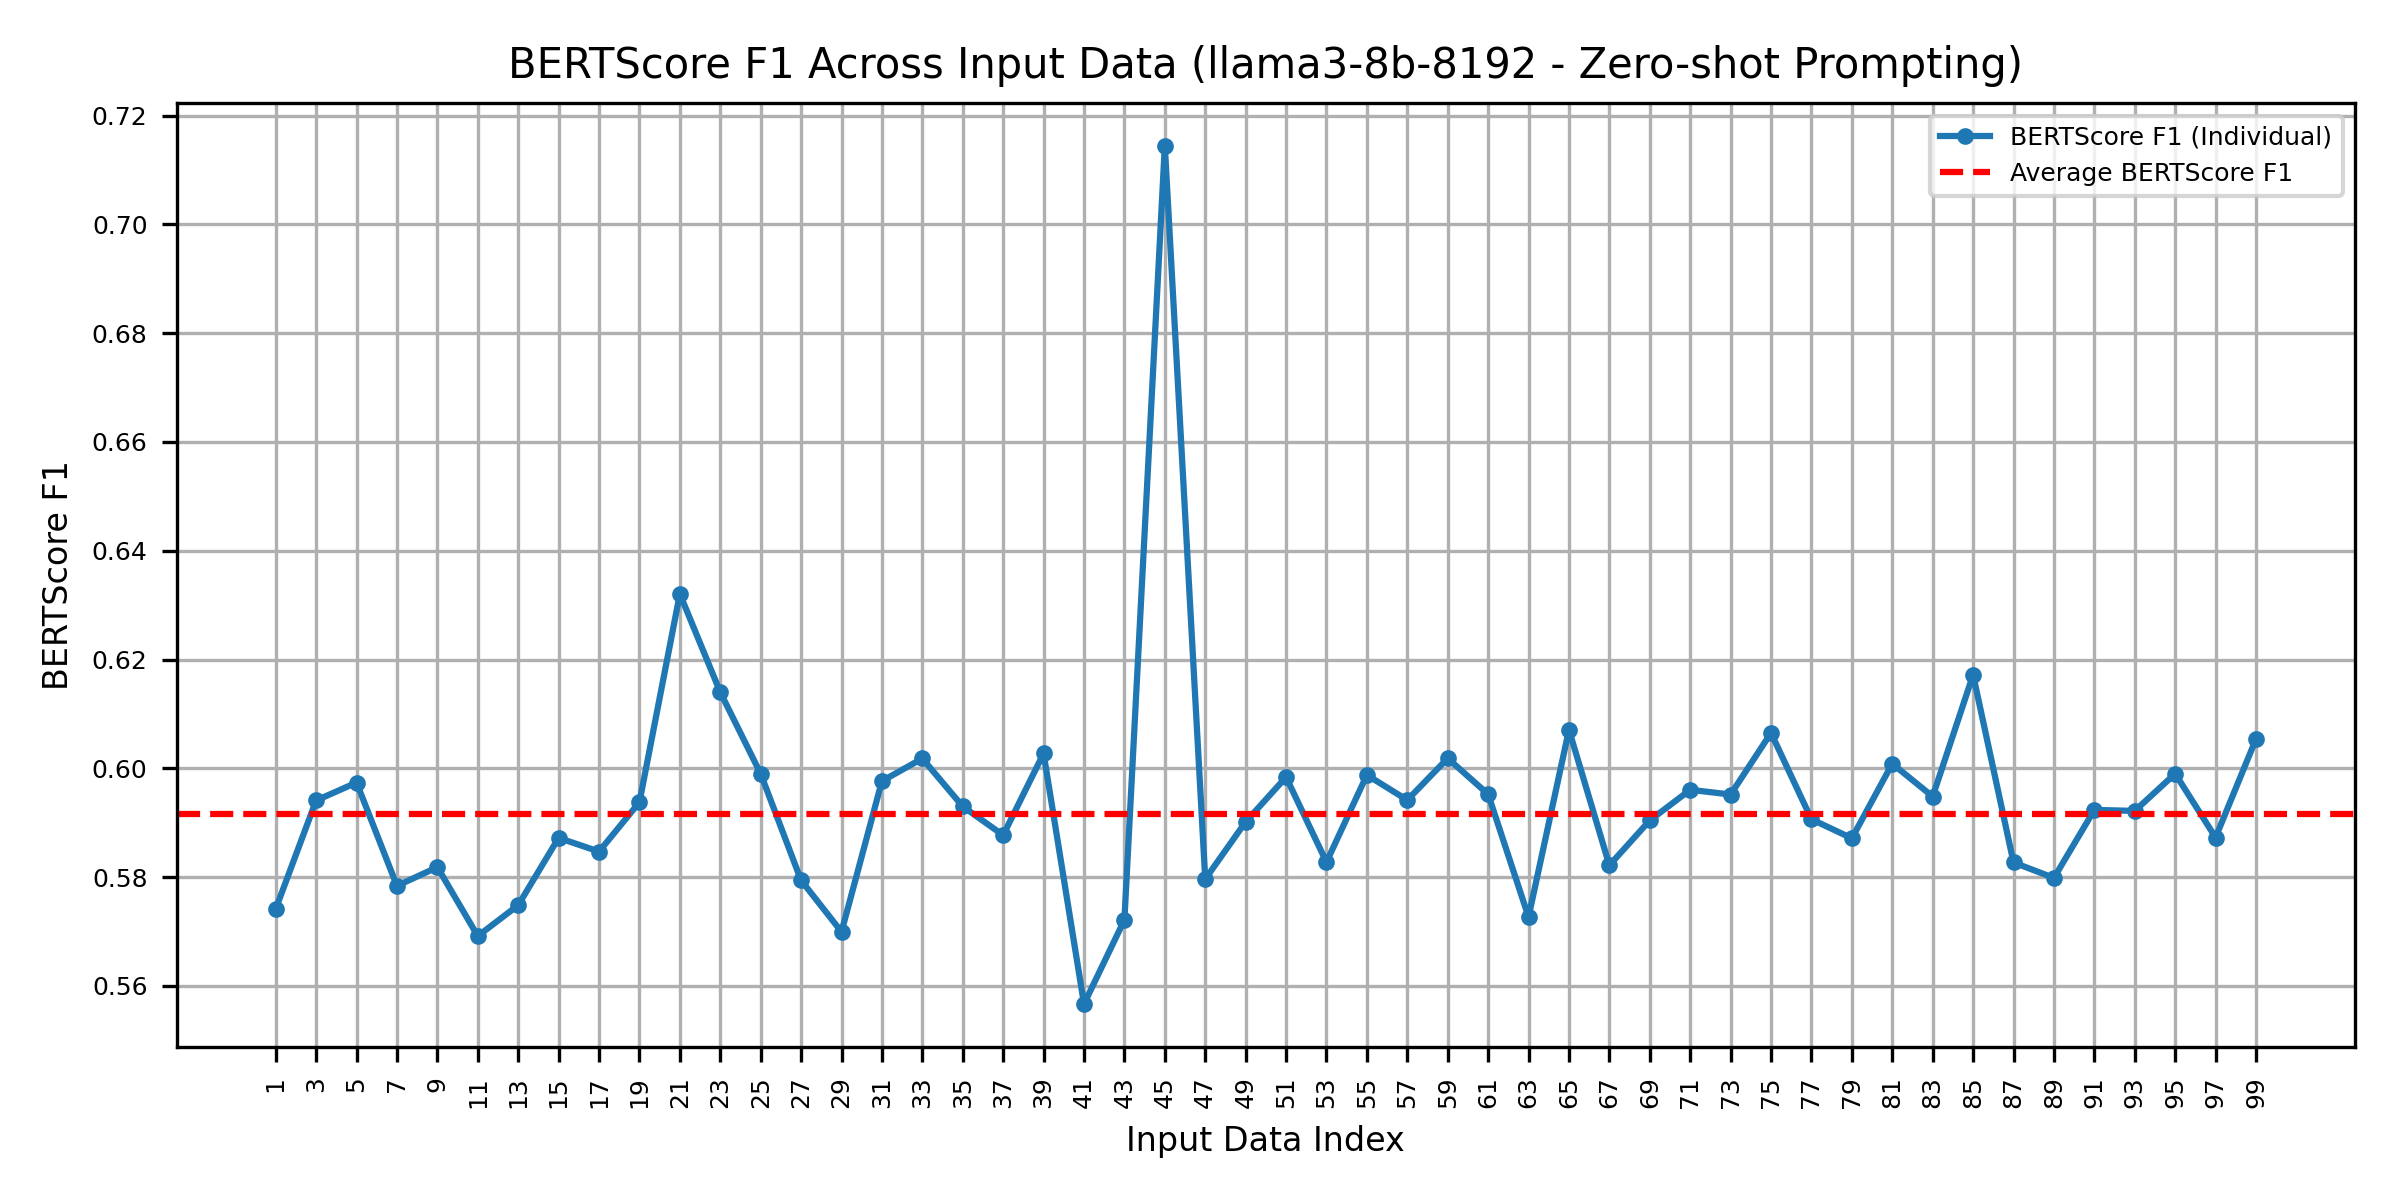 BERTScore F1 Across Input Data (llama3-8b-8192 - Zero-shot Prompting)
BERTScore F1 (Individual)
Average BERTScore F1
BERTScore F1
0.72
0.70
0.68
0.66
0.64
0.62
0.60
0.58
0.56
1 3 5 7 9 11 13 15 17 19 21 23 25 27 29 31 33 35 37 39 41 43 45 47 49 51 53 55 57 59 61 63 65 67 69 71 73 75 77 79 81 83 85 87 89 91 93 95 97 99
Input Data Index